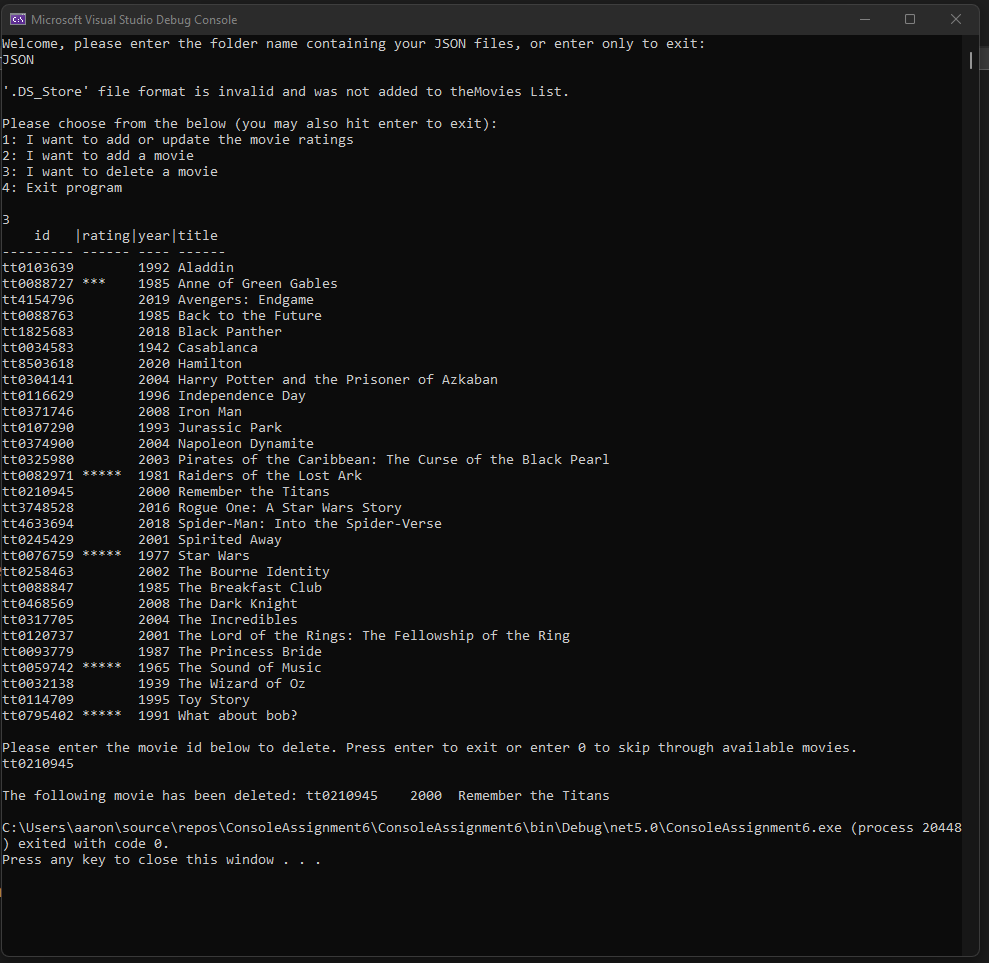 Microsoft Visual Studio Debug Console
Welcome, please enter the folder name containing your JSON files, or enter only to exit:
JSON
'.DS_Store' file format is invalid and was not added to theMovies List.
Please choose from the below (you may also hit enter to exit):
1: I want to add or update the movie ratings
2: I want to add a movie
3: I want to delete a movie
4: Exit program
3
    id   |rating|year|title
--------- ------ ---- ------
tt0103639        1992 Aladdin
tt0088727 ***    1985 Anne of Green Gables
tt4154796        2019 Avengers: Endgame
tt0088763        1985 Back to the Future
tt1825683        2018 Black Panther
tt0034583        1942 Casablanca
tt8503618        2020 Hamilton
tt0304141        2004 Harry Potter and the Prisoner of Azkaban
tt0116629        1996 Independence Day
tt0371746        2008 Iron Man
tt0107290        1993 Jurassic Park
tt0374900        2004 Napoleon Dynamite
tt0325980        2003 Pirates of the Caribbean: The Curse of the Black Pearl
tt0082971 *****  1981 Raiders of the Lost Ark
tt0210945        2000 Remember the Titans
tt3748528        2016 Rogue One: A Star Wars Story
tt4633694        2018 Spider-Man: Into the Spider-Verse
tt0245429        2001 Spirited Away
tt0076759 *****  1977 Star Wars
tt0258463        2002 The Bourne Identity
tt0088847        1985 The Breakfast Club
tt0468569        2008 The Dark Knight
tt0317705        2004 The Incredibles
tt0120737        2001 The Lord of the Rings: The Fellowship of the Ring
tt0093779        1987 The Princess Bride
tt0059742 *****  1965 The Sound of Music
tt0032138        1939 The Wizard of Oz
tt0114709        1995 Toy Story
tt0795402 *****  1991 What about bob?
Please enter the movie id below to delete. Press enter to exit or enter 0 to skip through available movies.
tt0210945
The following movie has been deleted: tt0210945    2000  Remember the Titans
C:\Users\aaron\source\repos\ConsoleAssignment6\ConsoleAssignment6\bin\Debug\net5.0\ConsoleAssignment6.exe (process 20448
) exited with code 0.
Press any key to close this window . . .